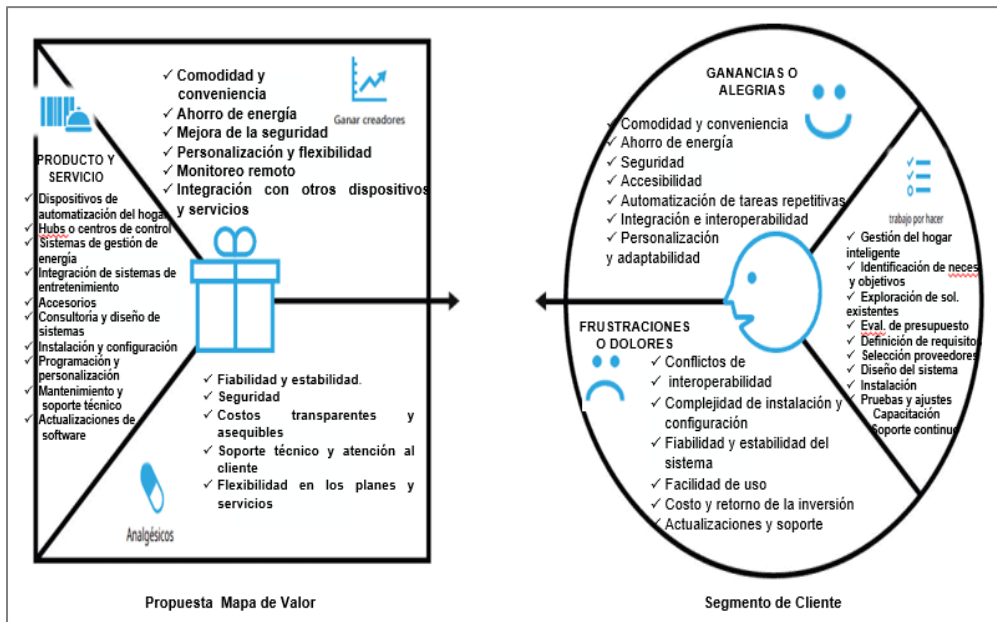 ✓ Comodidad y
conveniencia
✓ Ahorro de energía
✓ Mejora de la seguridad
✓ Personalización y flexibilidad
✓ Monitoreo remoto
✓ Integración con otros dispositivos
y servicios
Ganar creadores
PRODUCTO Y
SERVICIO
✓ Dispositivos de
automatización del hogar
✓ Hubs o centros de control
✓ Sistemas de gestión de
energía
✓ Integración de sistemas de
entretenimiento
✓ Accesorios
✓ Consultoría y diseño de
sistemas
✓ Instalación y configuración
✓ Programación y
personalización
✓ Mantenimiento y
soporte técnico
✓ Actualizaciones de
software
✓ Fiabilidad y estabilidad.
✓ Seguridad
✓ Costos transparentes y
asequibles
✓ Soporte técnico y atención al
cliente
✓ Flexibilidad en los planes y
servicios
Analgésicos
Propuesta Mapa de Valor
GANANCIAS O
ALEGRIAS
✓ Comodidad y conveniencia
✓ Ahorro de energía
✓ Seguridad
✓ Accesibilidad
✓ Automatización de tareas repetitivas
✓ Integración e interoperabilidad
✓ Personalización
y adaptabilidad
trabajo por hacer
✓ Gestión del hogar
inteligente
✓ Identificación de neces
y objetivos
✓ Exploración de sol.
existentes
✓ Eval. de presupuesto
✓ Definición de requisitos
✓ Selección proveedores
✓ Diseño del sistema
✓ Instalación
✓ Pruebas y ajustes
Capacitación
Soporte continuo
FRUSTRACIONES
O DOLORES
✓ Conflictos de
✓ interoperabilidad
✓ Complejidad de instalación y
configuración
✓ Fiabilidad y estabilidad del
sistema
✓ Facilidad de uso
✓ Costo y retorno de la inversión
✓ Actualizaciones y soporte
Segmento de Cliente